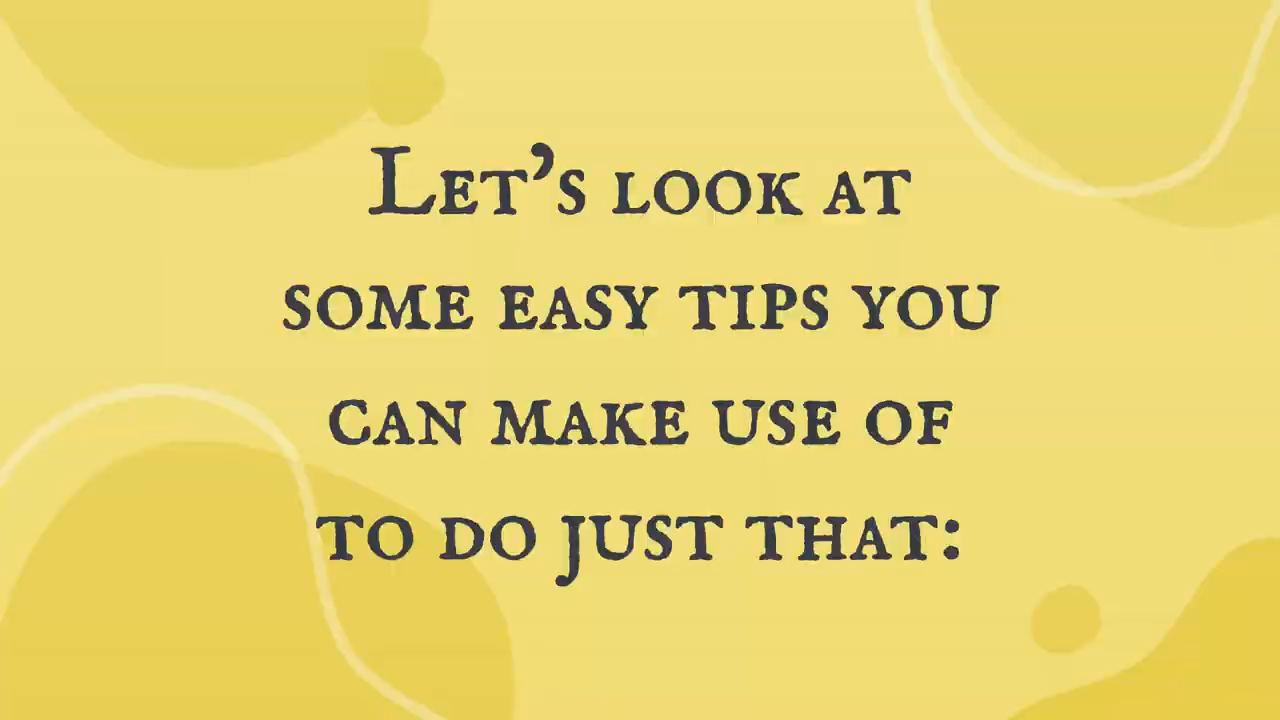 Let's look at
some easy tips you
can make use of
to do just that: